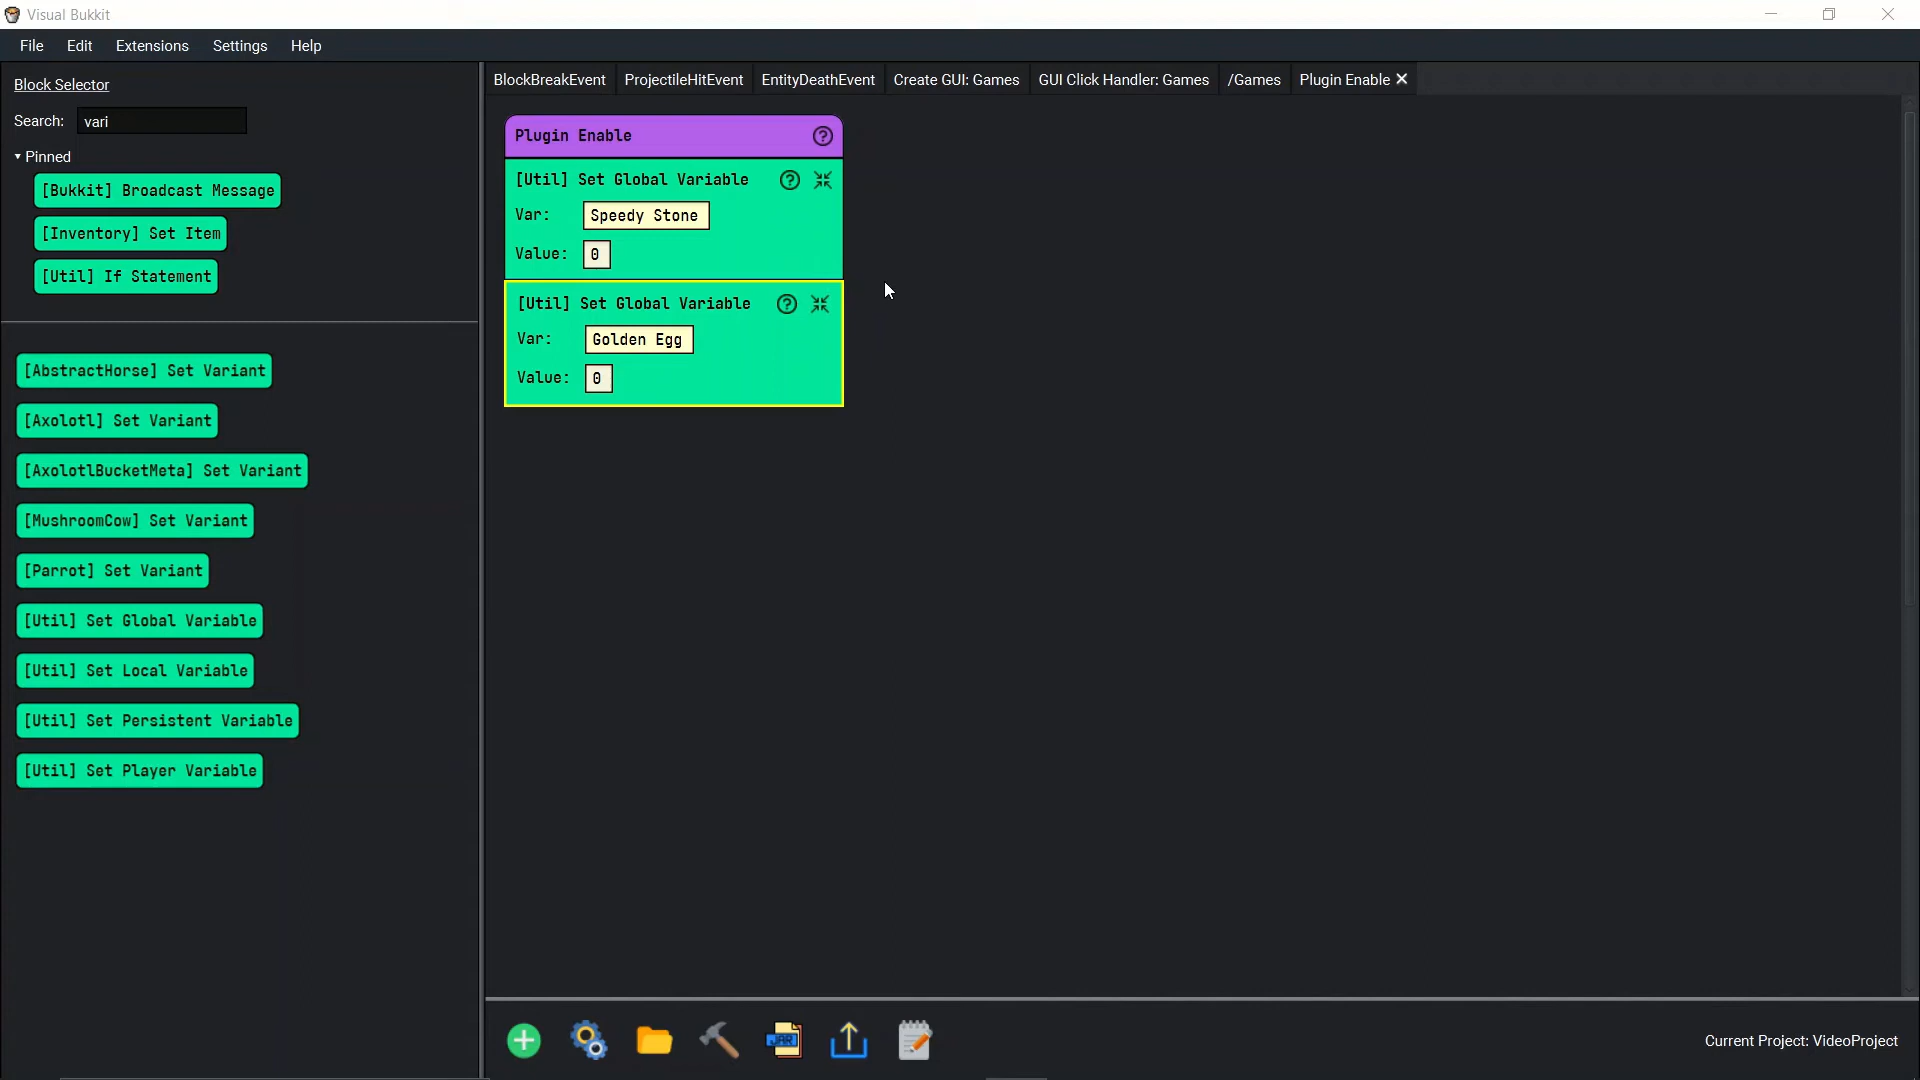 Visual Bukkit
File Edit Extensions Settings Help
Block Selector
Search: vari
Pinned
[Bukkit] Broadcast Message
[Inventory] Set Item
[Util] If Statement
[AbstractHorse] Set Variant
[Axolotl] Set Variant
[AxolotlBucketMeta] Set Variant
[MushroomCow] Set Variant
[Parrot] Set Variant
[Util] Set Global Variable
[Util] Set Local Variable
[Util] Set Persistent Variable
[Util] Set Player Variable
BlockBreakEvent ProjectileHitEvent EntityDeathEvent Create GUI: Games GUI Click Handler: Games /Games Plugin Enable
Plugin Enable
[Util] Set Global Variable
Var: Speedy Stone
Value: 0
[Util] Set Global Variable
Var: Golden Egg
Value: 0
JAR
Current Project: VideoProject